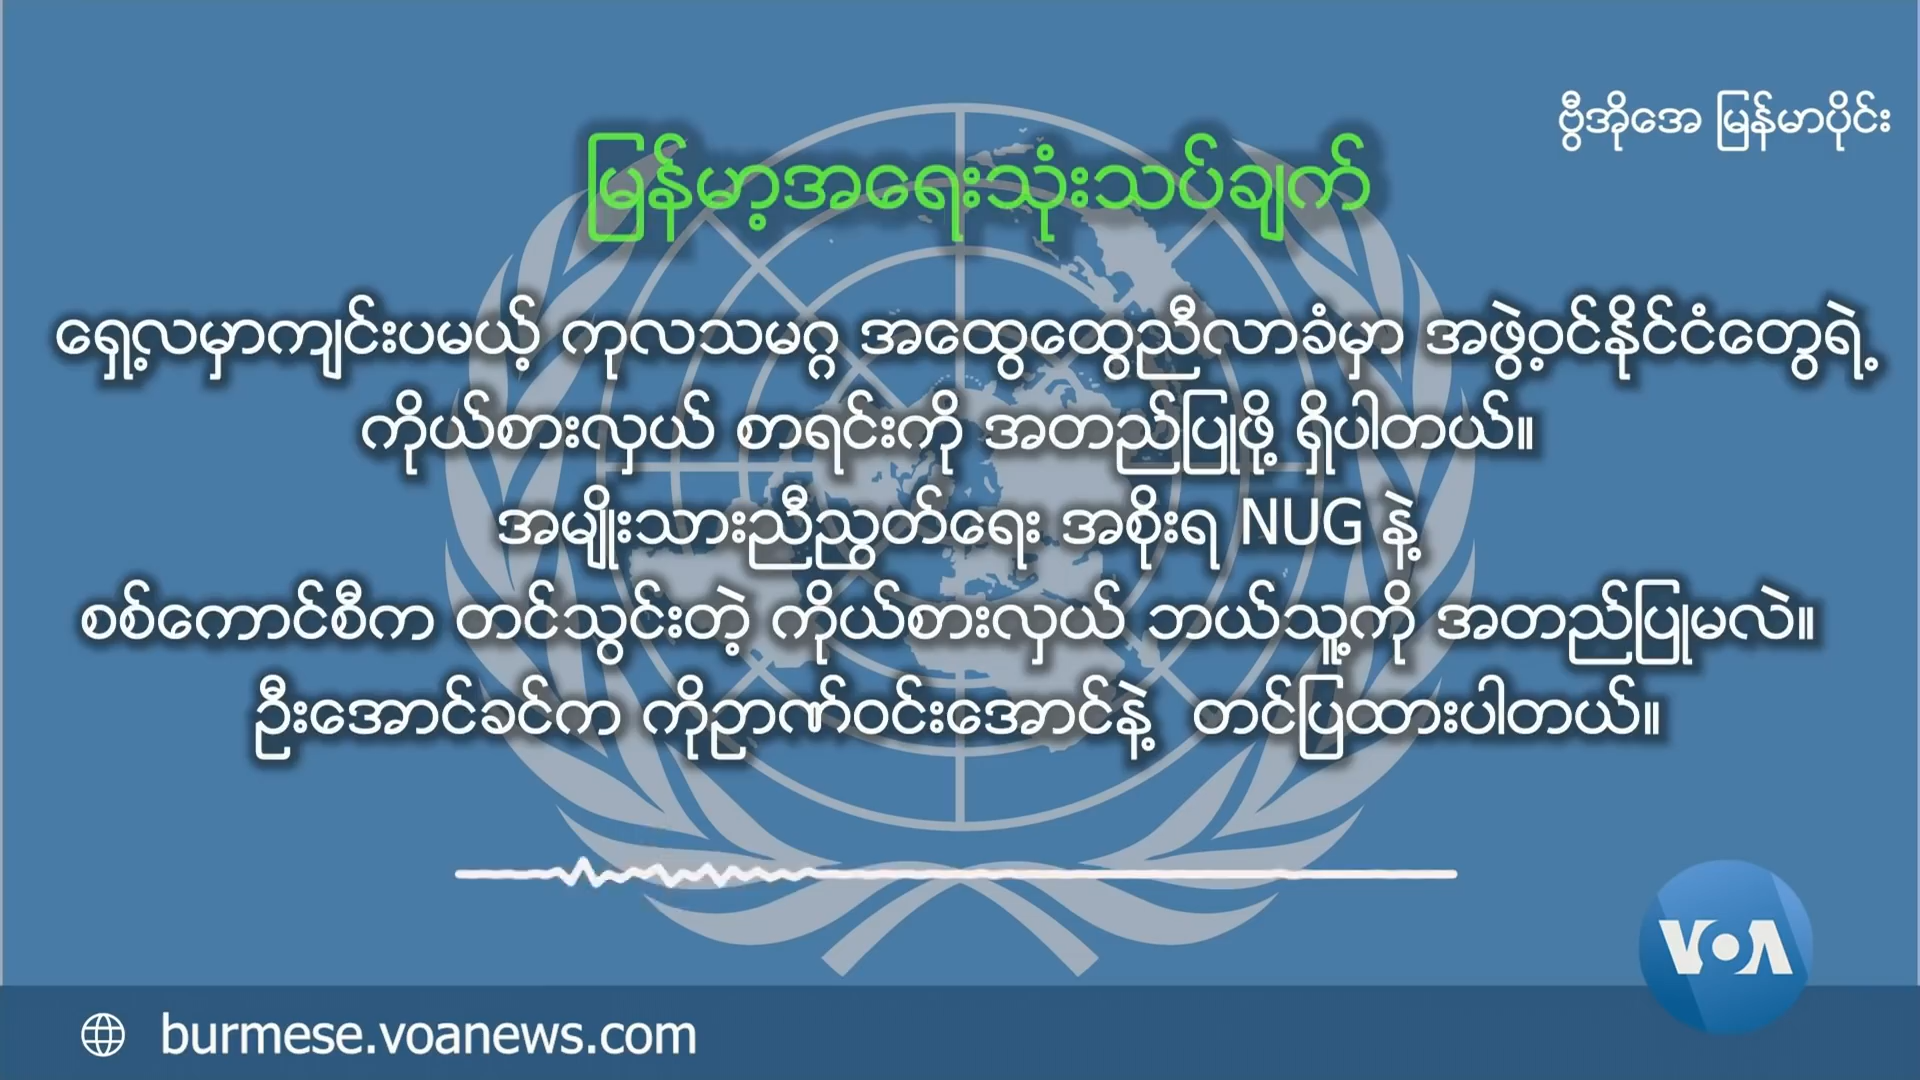 ဗွီအိုအေ မြန်မာပိုင်း
မြန်မာ့အရေးသုံးသပ်ချက်
ရှေ့လမှာကျင်းပမယ့် ကုလသမဂ္ဂ အထွေထွေညီလာခံမှာ အဖွဲ့ဝင်နိုင်ငံတွေရဲ့
ကိုယ်စားလှယ် စာရင်းကို အတည်ပြုဖို့ ရှိပါတယ်။
အမျိုးသားညီညွတ်ရေး အစိုးရ NUG နဲ့
စစ်ကောင်စီက တင်သွင်းတဲ့ ကိုယ်စားလှယ် ဘယ်သူ့ကို အတည်ပြုမလဲ။
ဦးအောင်ခင်က ကိုဉာဏ်ဝင်းအောင်နဲ့ တင်ပြထားပါတယ်။
VOA
burmese.voanews.com